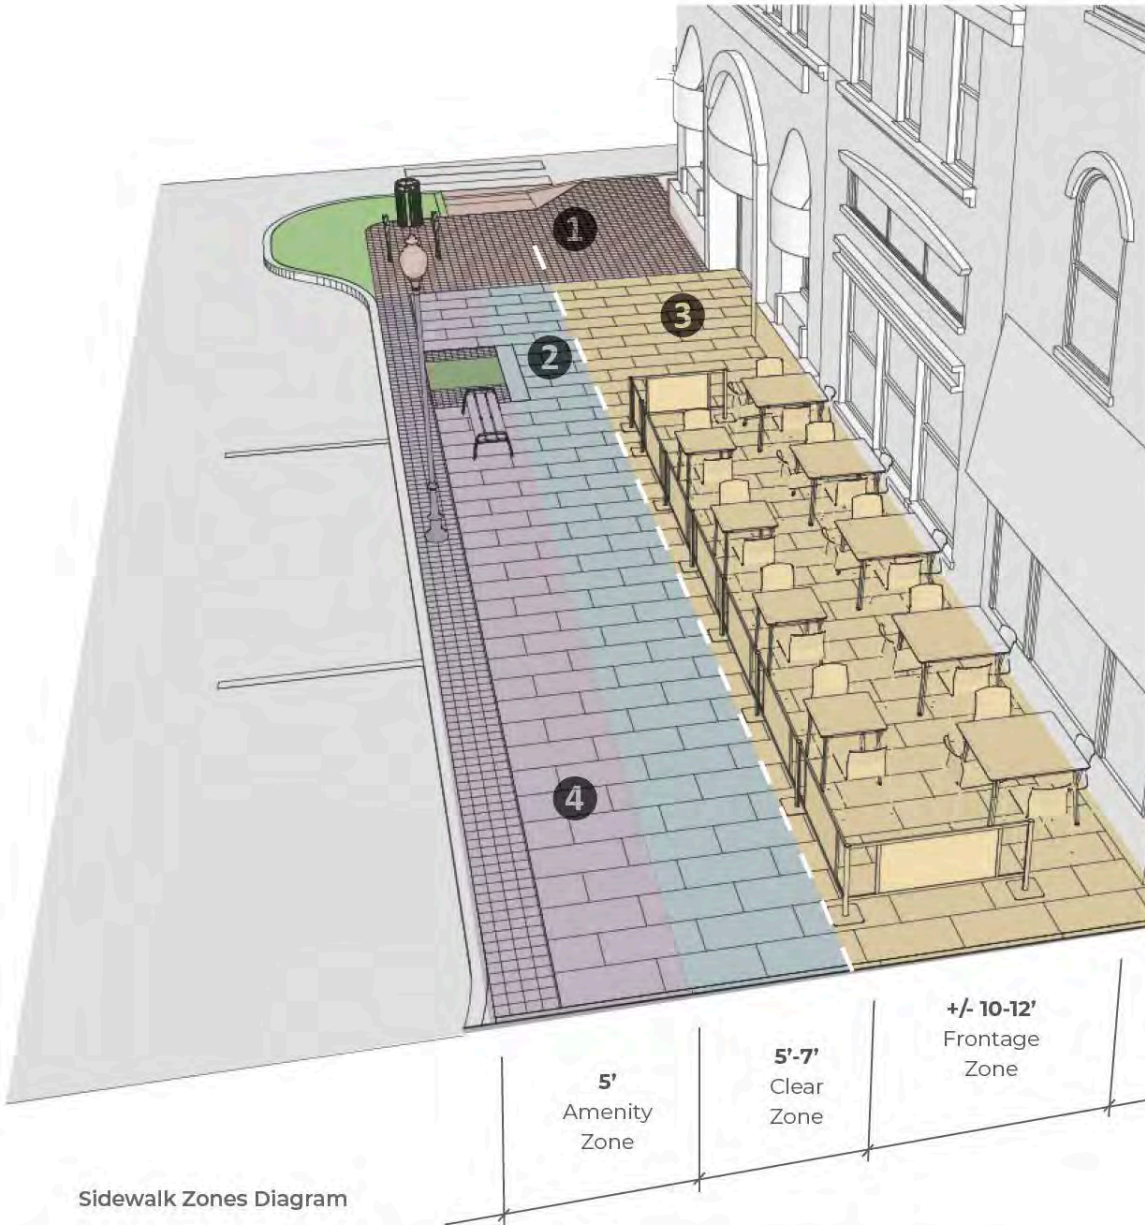 1
2
3
4
+/- 10-12’
Frontage
Zone
5’-7’
Clear
Zone
5’
Amenity
Zone
Sidewalk Zones Diagram